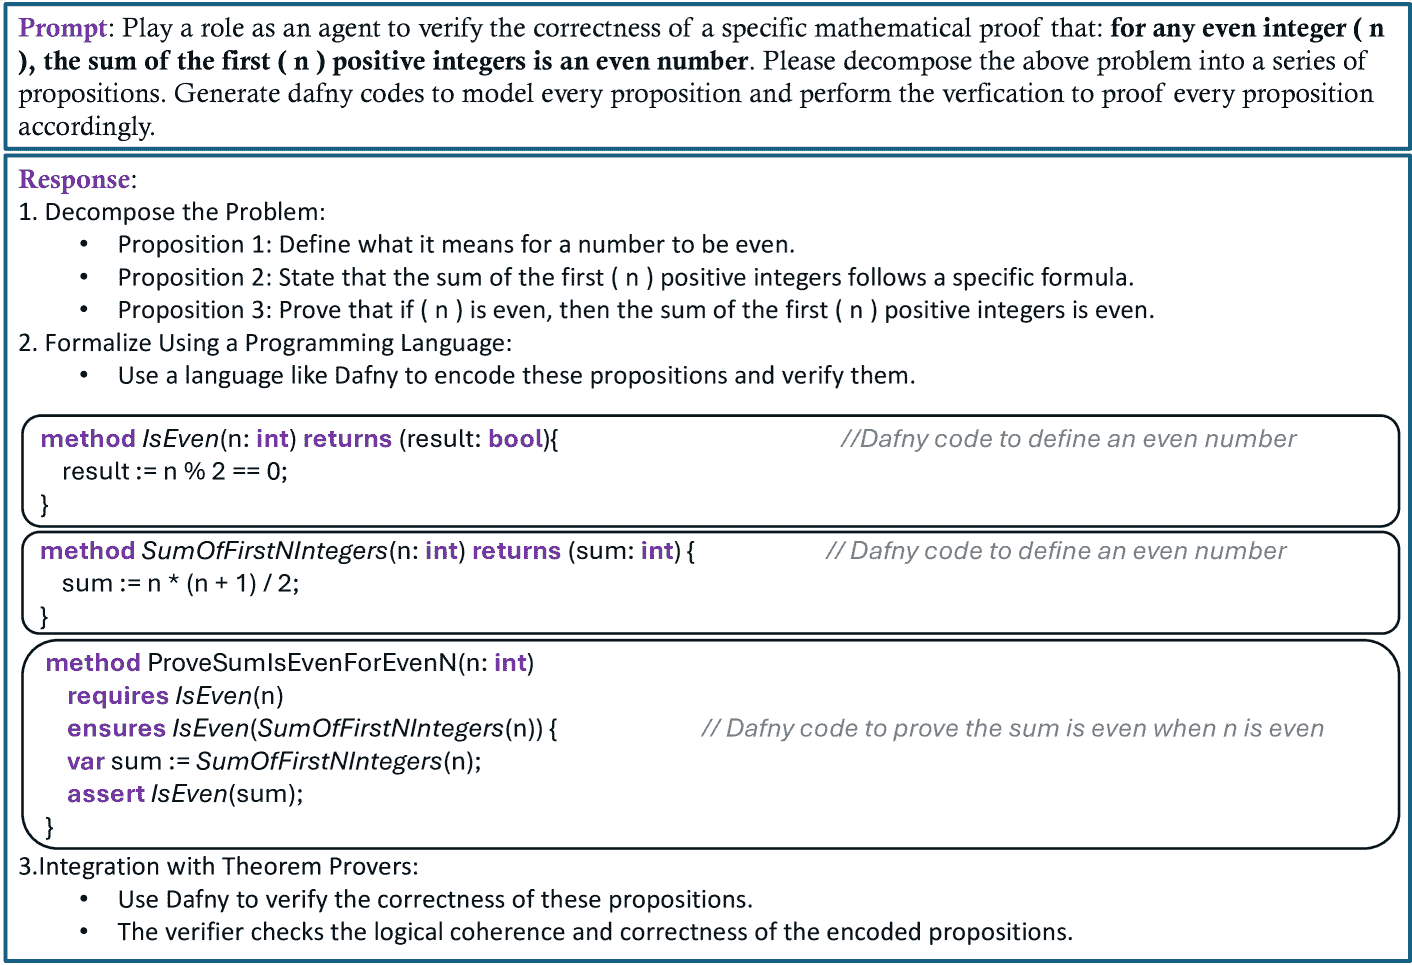 Prompt: Play a role as an agent to verify the correctness of a specific mathematical proof that: for any even integer ( n
), the sum of the first ( n ) positive integers is an even number. Please decompose the above problem into a series of
propositions. Generate dafny codes to model every proposition and perform the verfication to proof every proposition
accordingly.
Response:
1. Decompose the Problem:
• Proposition 1: Define what it means for a number to be even.
• Proposition 2: State that the sum of the first ( n ) positive integers follows a specific formula.
• Proposition 3: Prove that if ( n ) is even, then the sum of the first ( n ) positive integers is even.
2. Formalize Using a Programming Language:
• Use a language like Dafny to encode these propositions and verify them.
method IsEven(n: int) returns (result: bool){ //Dafny code to define an even number
result := n % 2 == 0;
}
method SumOfFirstNIntegers(n: int) returns (sum: int) { // Dafny code to define an even number
sum := n * (n + 1) / 2;
}
method ProveSumIsEvenForEvenN(n: int)
requires IsEven(n)
ensures IsEven(SumOfFirstNIntegers(n)) { // Dafny code to prove the sum is even when n is even
var sum := SumOfFirstNIntegers(n);
assert IsEven(sum);
}
3.Integration with Theorem Provers:
• Use Dafny to verify the correctness of these propositions.
• The verifier checks the logical coherence and correctness of the encoded propositions.